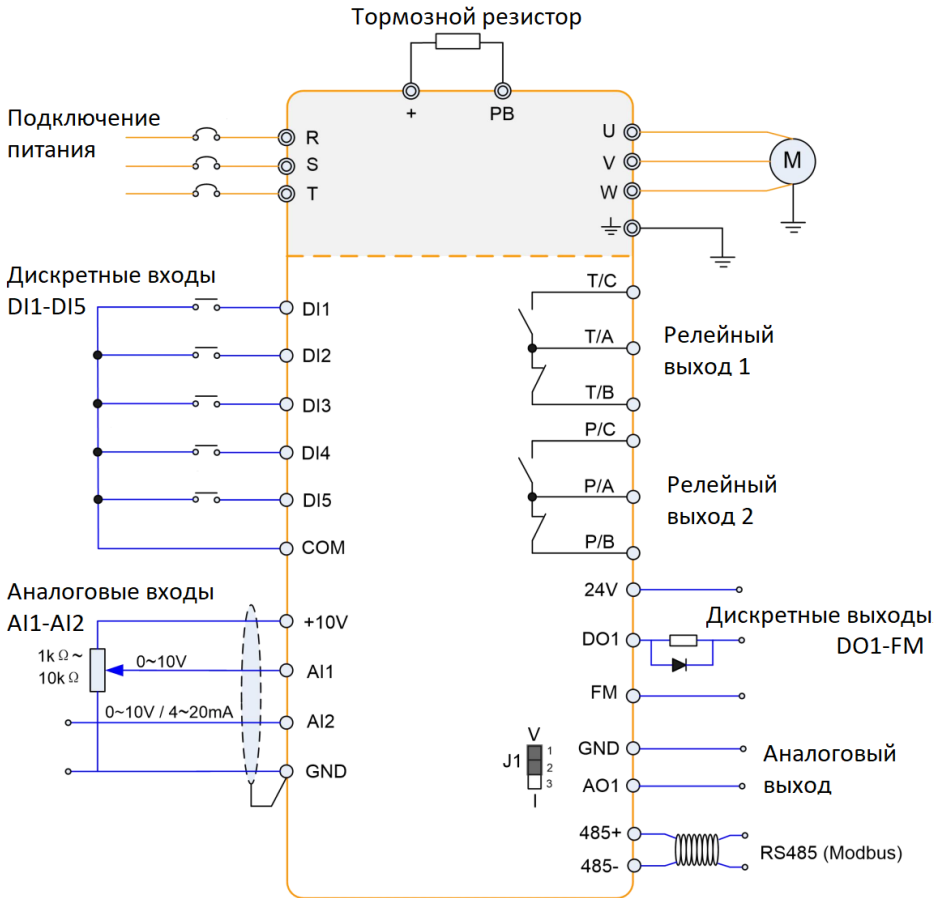 Тормозной резистор
+
PB
Подключение
питания
R
S
T
U
V
W
M
Дискретные входы
DI1-DI5
DI1
DI2
DI3
DI4
DI5
COM
T/C
T/A
T/B
Релейный
выход 1
P/C
P/A
P/B
Релейный
выход 2
Аналоговые входы
AI1-AI2
+10V
1k Ω ~
10k Ω
0~10V
AI1
0~10V / 4~20mA
AI2
GND
24V
Дискретные выходы
DO1-FM
DO1
FM
V
J1
1
2
3
I
GND
AO1
Аналоговый
выход
485+
485-
RS485 (Modbus)